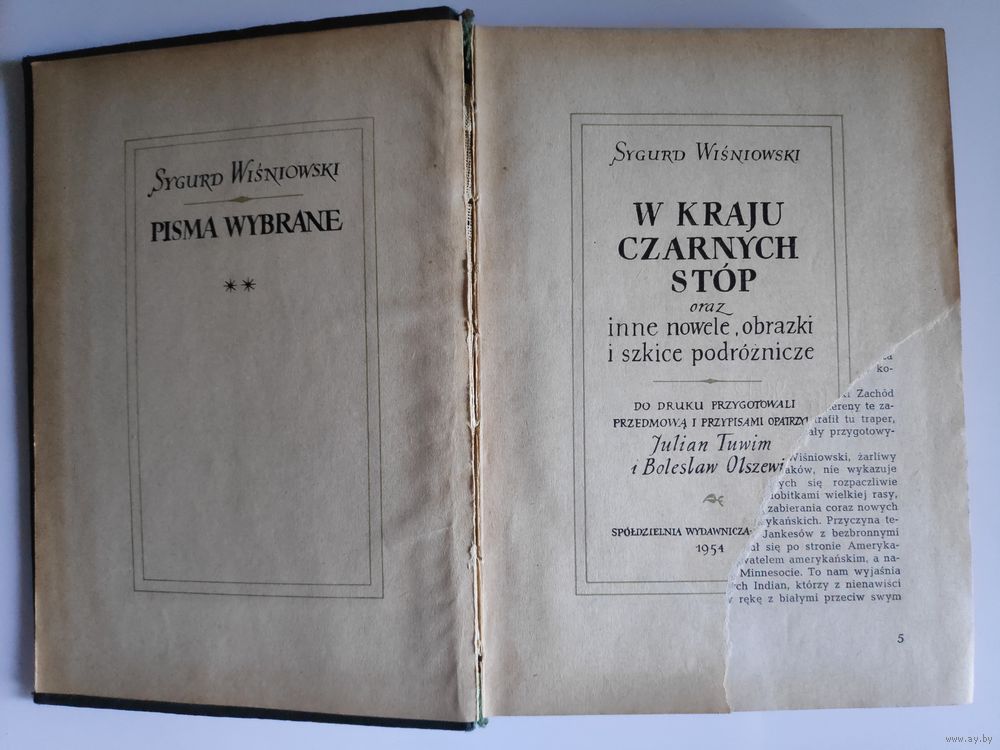 SYGURD WIŚNIOWSKI
PISMA WYBRANE
**
SYGURD WIŚNIOWSKI
W KRAJU
CZARNYCH
STÓP
oraz
inne nowele, obrazki
i szkice podróżnicze
DO DRUKU PRZYGOTOWALI
PRZEDMOWĄ I PRZYPISAMI OPATRZY
Julian Tuwim
i Bolesław Olszewi
SPÓŁDZIELNIA WYDAWNICZA
1954
ko-
Zachód
ereny te za-
trafił tu traper,
ały przygotowy-
Wiśniowski, żarliwy
aków, nie wykazuje
ych się rozpaczliwie
obitkami wielkiej rasy,
zabierania coraz nowych
rykańskich. Przyczyna te-
Jankesów z bezbronnymi
ał się po stronie Ameryka-
ywatelem amerykańskim, a na-
Minnesocie. To nam wyjaśnia
ch Indian, którzy z nienawiści
rękę z białymi przeciw swym
5
www.ay.by